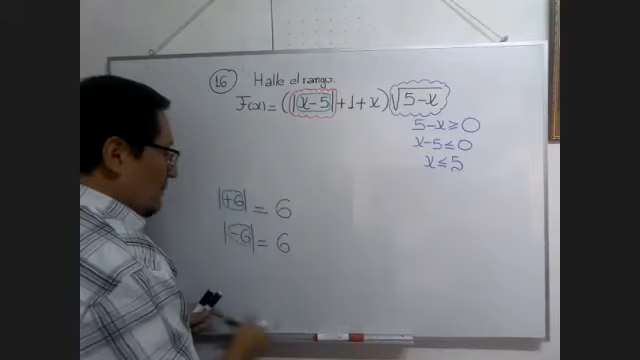 16 Halle el rango.
F(x) = (|x-5|+1+x)√5-x
5-x≥0
x-5≤0
x≤5
|+6| = 6
|-6| = 6